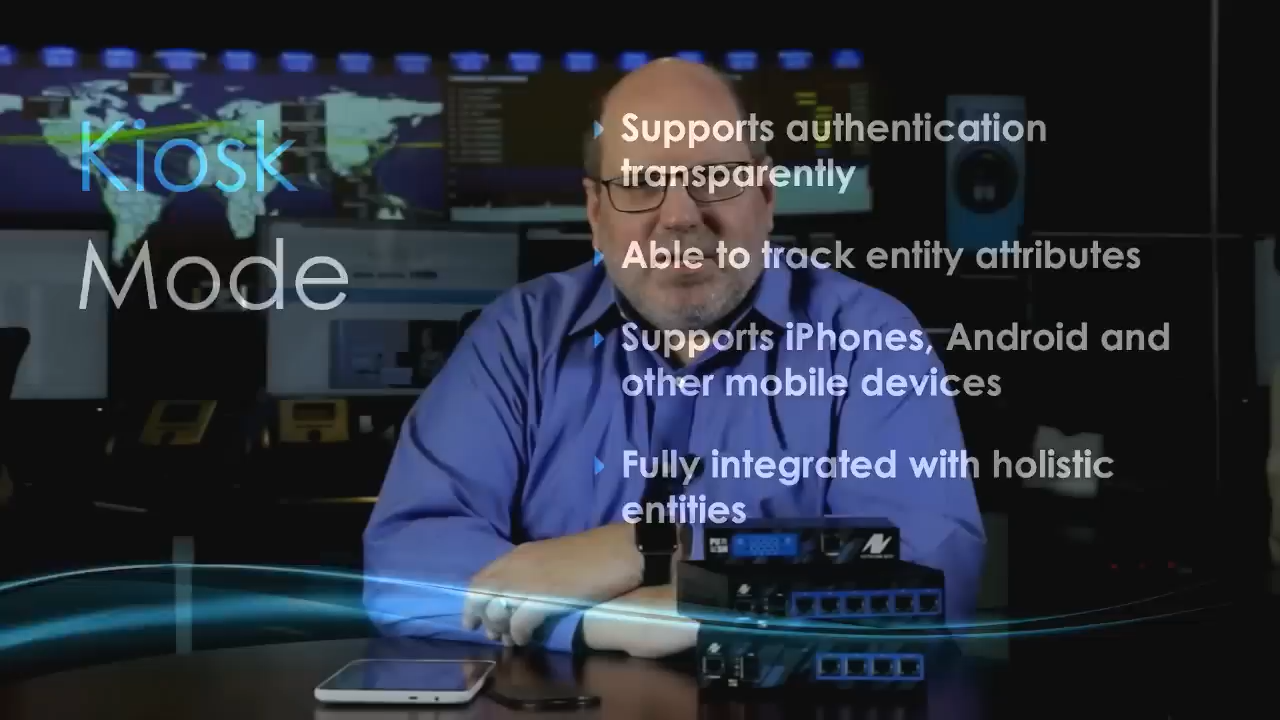 Kiosk
Mode
Supports authentication
transparently
Able to track entity attributes
Supports iPhones, Android and
other mobile devices
Fully integrated with holistic
entities